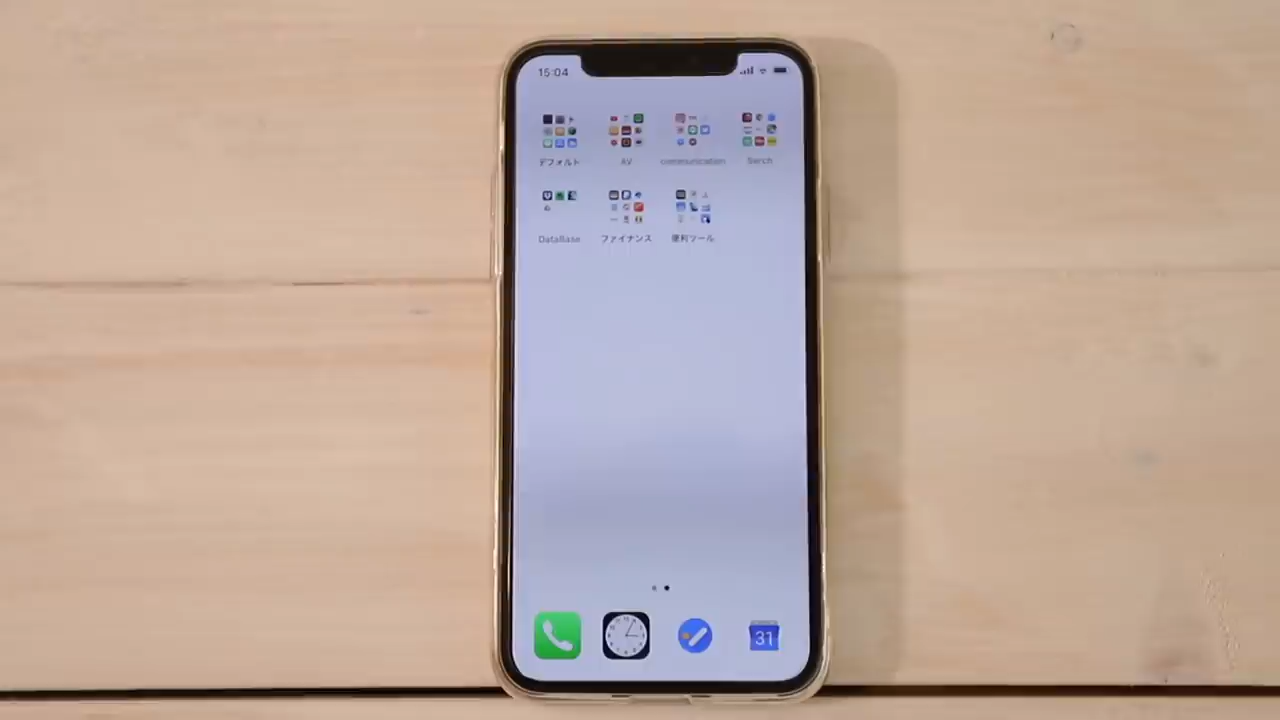 15:04
デフォルト
AV
communication
Serch
DataBase
ファイナンス
便利ツール
31